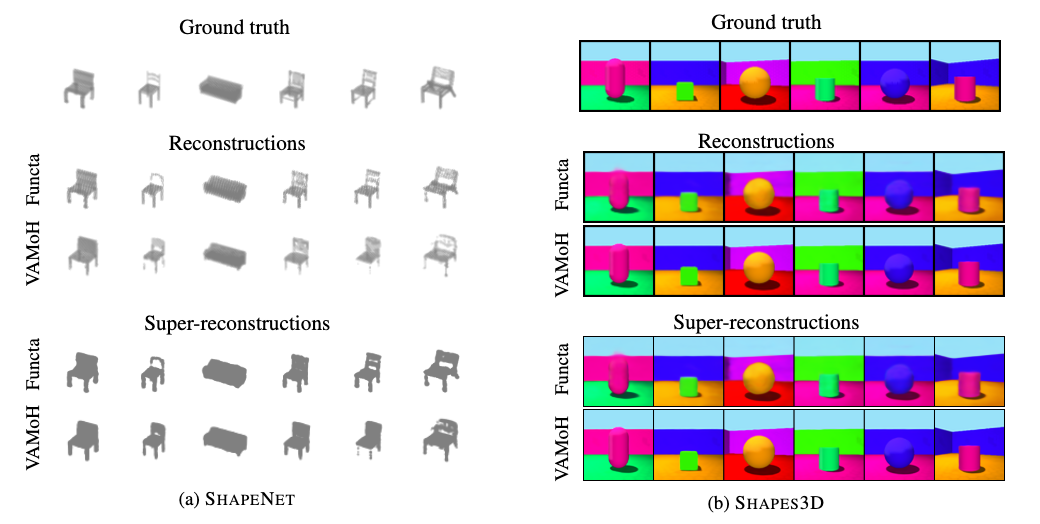 Ground truth
Reconstructions
Functa
VAMoH
Super-reconstructions
Functa
VAMoH
(a) SHAPENET
Ground truth
Reconstructions
Functa
VAMoH
Super-reconstructions
Functa
VAMoH
(b) SHAPES3D